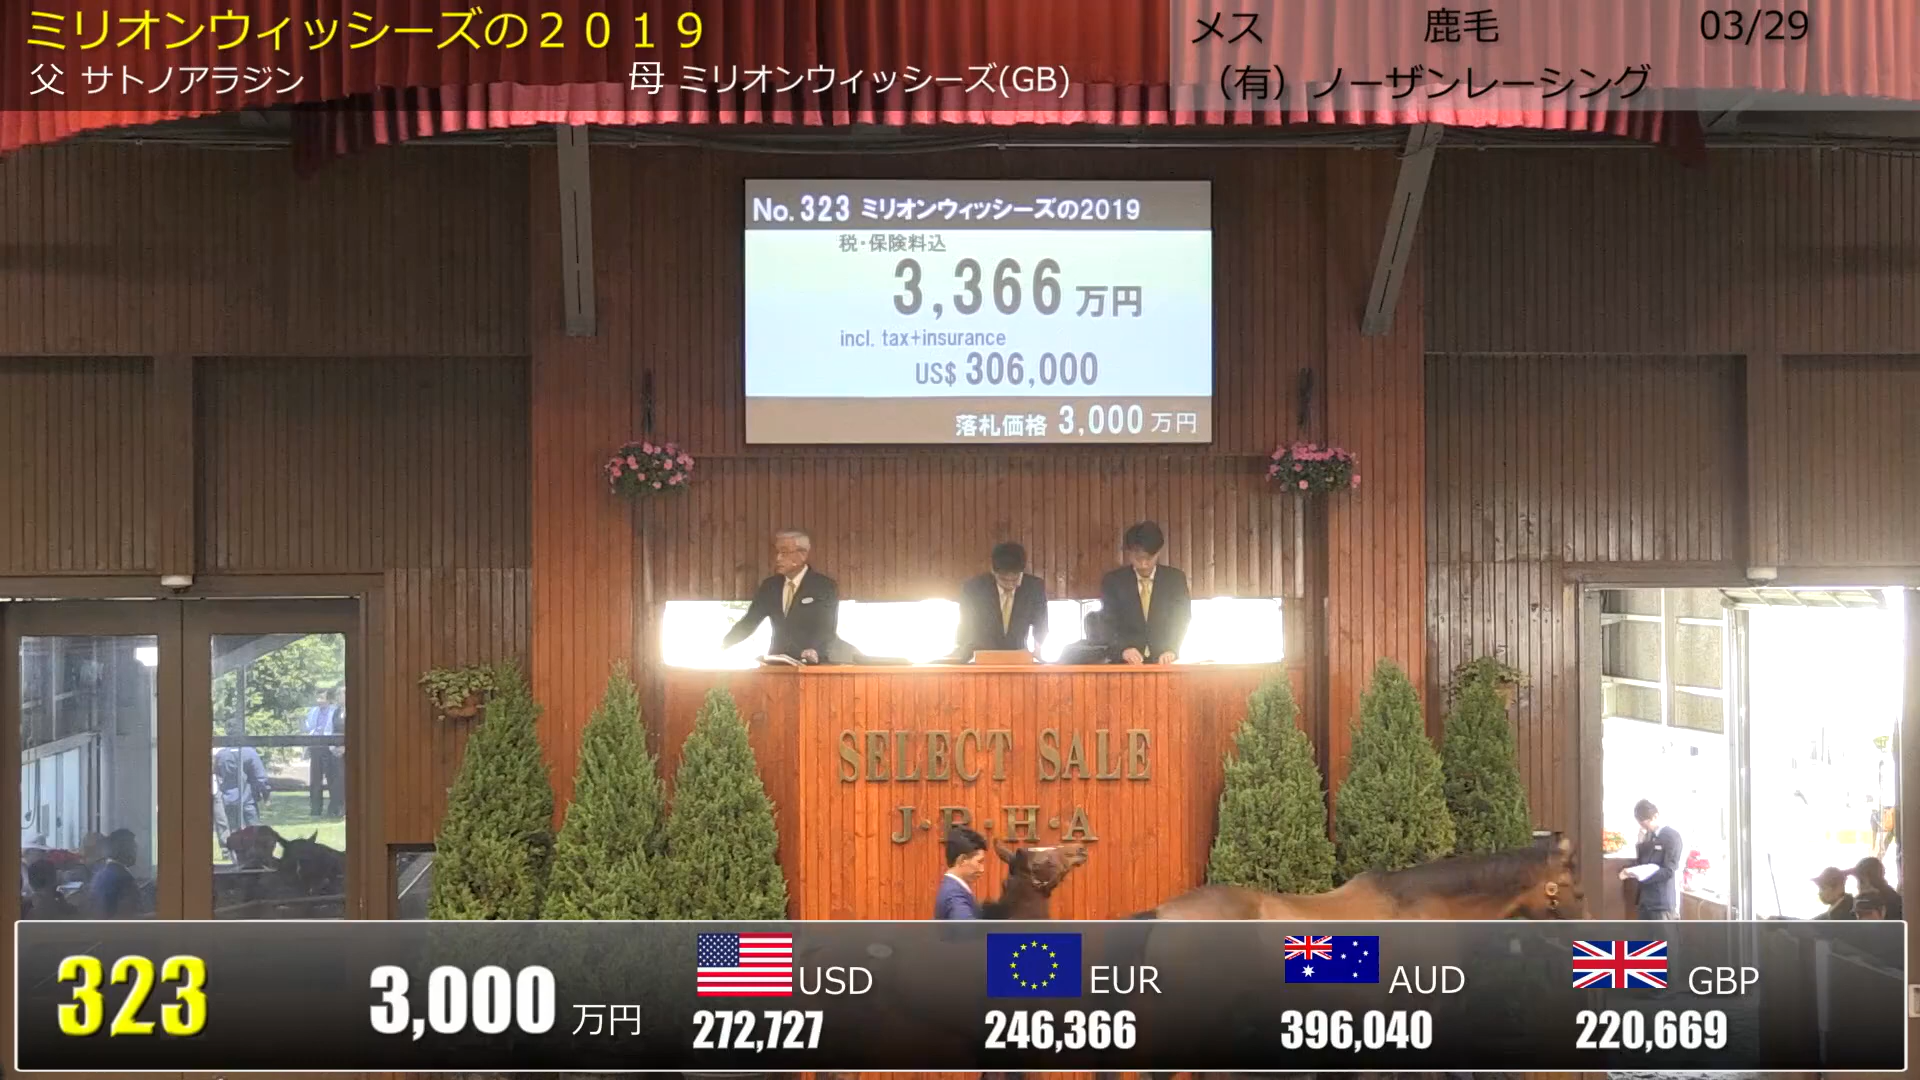 ミリオンウィッシーズの２０１９
父 サトノアラジン
母 ミリオンウィッシーズ(GB)
メス
鹿毛
03/29
（有）ノーザンレーシング
No.323 ミリオンウィッシーズの2019
税・保険料込
3,366 万円
incl. tax+insurance
US$ 306,000
落札価格 3,000万円
SELECT SALE
J・R・H・A
323
3,000 万円
USD
272,727
EUR
246,366
AUD
396,040
GBP
220,669